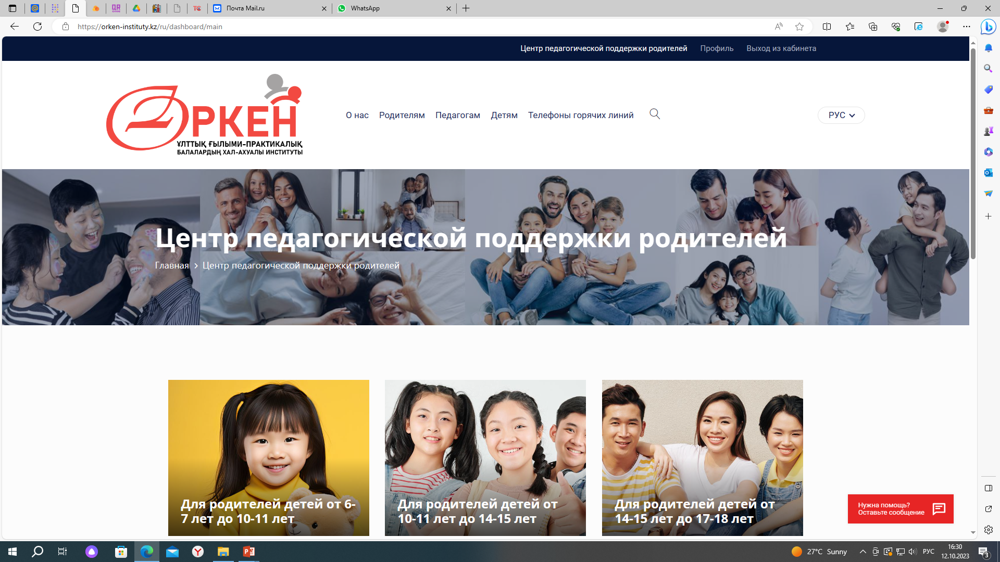 QR
CODE
TC
Почта Mail.ru
WhatsApp
https://orken-instituty.kz/ru/dashboard/main
Центр педагогической поддержки родителей
Профиль
Выход из кабинета
ӨРКЕН
ҰЛТТЫҚ ҒЫЛЫМИ-ПРАКТИКАЛЫҚ
БАЛАЛАРДЫҢ ХАЛ-АХУАЛЫ ИНСТИТУТЫ
О нас
Родителям
Педагогам
Детям
Телефоны горячих линий
РУС
Центр педагогической поддержки родителей
Главная > Центр педагогической поддержки родителей
Для родителей детей от 6-
7 лет до 10-11 лет
Для родителей детей от
10-11 лет до 14-15 лет
Для родителей детей от
14-15 лет до 17-18 лет
Нужна помощь?
Оставьте сообщение
27°C Sunny
РУС
16:30
12.10.2023
3